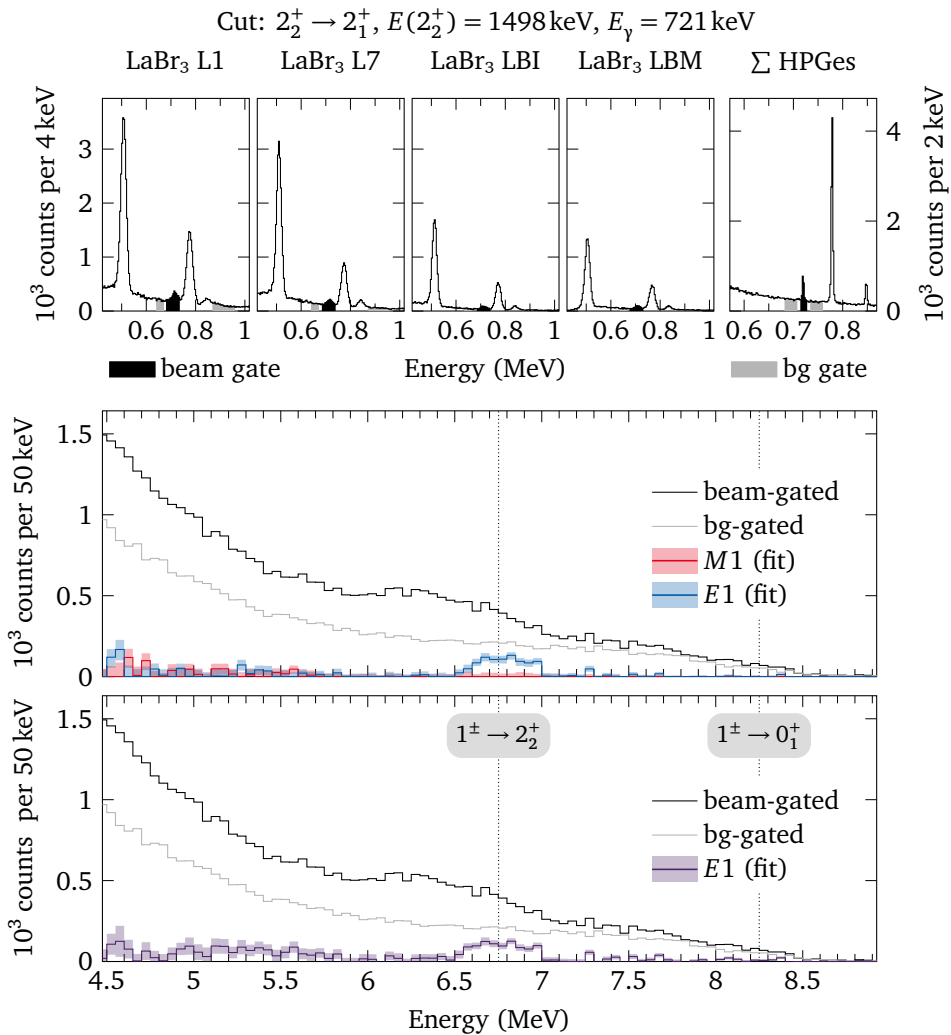 Cut: 2₂⁺ → 2₁⁺, E(2₂⁺) = 1498 keV, Eᵧ = 721 keV
LaBr₃ L1 LaBr₃ L7 LaBr₃ LBI LaBr₃ LBM ∑ HPGes
10³ counts per 4 keV
3
2
1
0
0.6 0.8 1 0.6 0.8 1 0.6 0.8 1 0.6 0.8 1 0.6 0.7 0.8
4
2
0
10³ counts per 2 keV
beam gate Energy (MeV) bg gate
10³ counts per 50 keV
1.5
1
0.5
0
beam-gated
bg-gated
M1 (fit)
E1 (fit)
10³ counts per 50 keV
1.5
1
0.5
0
1± → 2₂⁺ 1± → 0₁⁺
beam-gated
bg-gated
E1 (fit)
4.5 5 5.5 6 6.5 7 7.5 8 8.5
Energy (MeV)